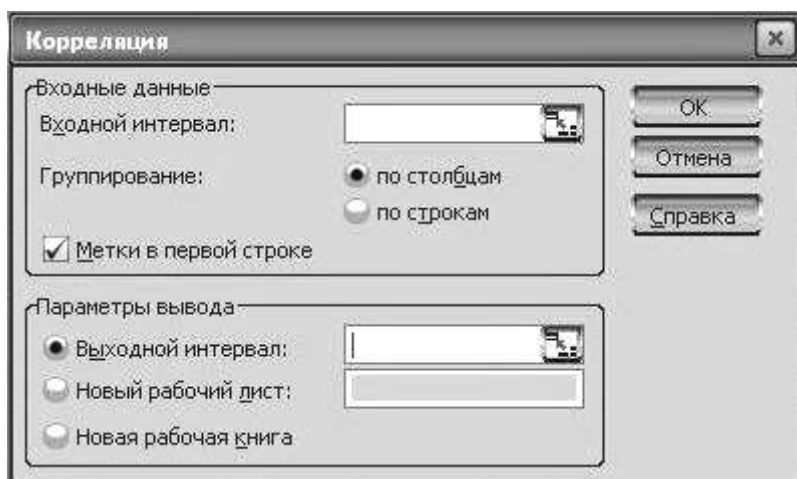 Корреляция
Входные данные
Входной интервал:
Группирование:
по столбцам
по строкам
Метки в первой строке
OK
Отмена
Справка
Параметры вывода
Выходной интервал:
Новый рабочий лист:
Новая рабочая книга